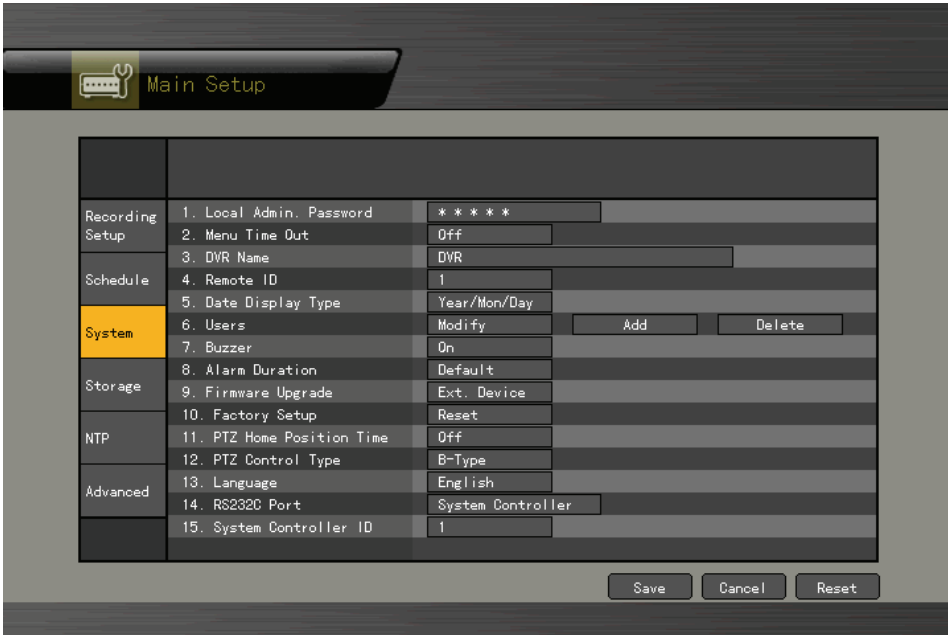 Main Setup
Recording
Setup
Schedule
System
Storage
NTP
Advanced
1. Local Admin. Password * * * * *
2. Menu Time Out Off
3. DVR Name DVR
4. Remote ID 1
5. Date Display Type Year/Mon/Day
6. Users Modify Add Delete
7. Buzzer On
8. Alarm Duration Default
9. Firmware Upgrade Ext. Device
10. Factory Setup Reset
11. PTZ Home Position Time Off
12. PTZ Control Type B-Type
13. Language English
14. RS232C Port System Controller
15. System Controller ID 1
Save Cancel Reset